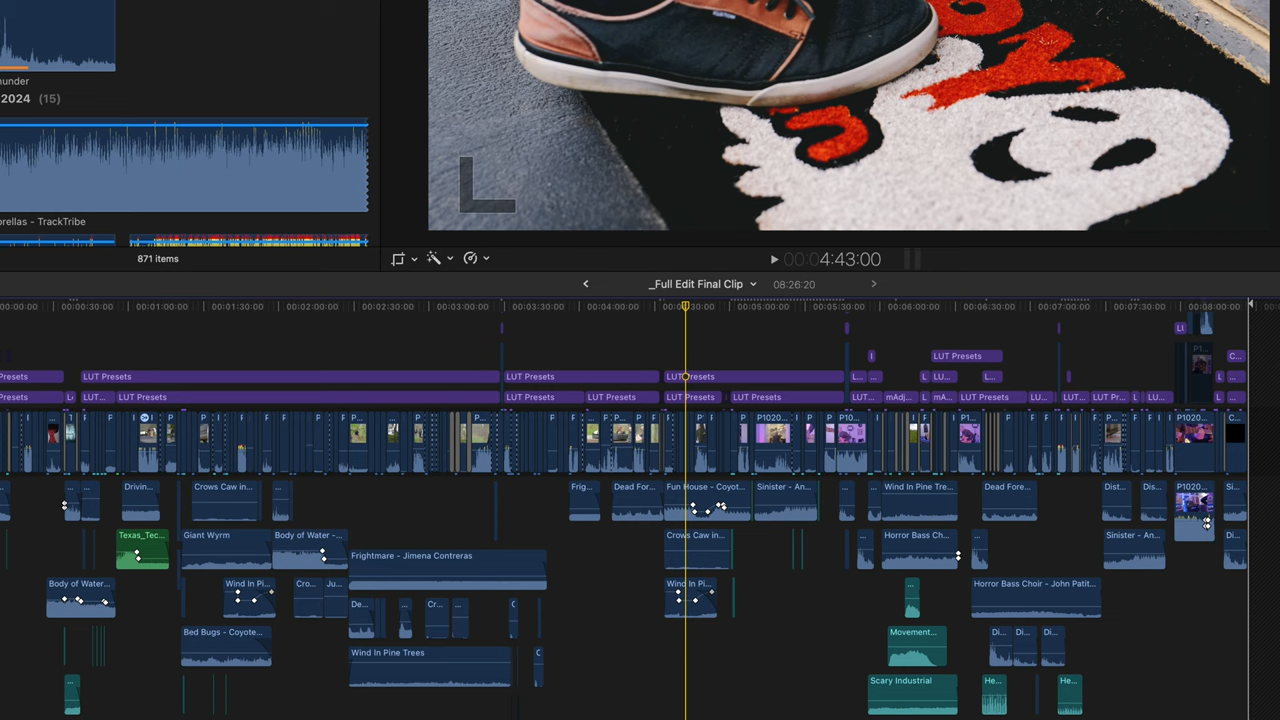 hunder
2024 (15)
brellas - TrackTribe
871 items
00:0 4:43:00
_Full Edit Final Clip
08:26:20
00:00:00 00:00:30:00 00:01:00:00 00:01:30:00 00:02:00:00 00:02:30:00 00:03:00:00 00:03:30:00 00:04:00:00 30:00 00:05:00:00 00:05:30:00 00:06:00:00 00:06:30:00 00:07:00:00 00:07:30:00 00:08:00:00
LI
LUT Presets
C...
Presets
LUT Presets
LUT Presets
LUT Presets
L...
...
L
LU...
L...
L
...
Presets
LUT...
LUT Presets
LUT Presets
LUT Presets
LUT Presets
LUT Presets
LUT...
mAdj...
L
mA...
LUT Presets
LU...
LUT...
LUT Pr...
LU...
L
...
P1020...
P1020...
P1...
P1020...
C...
Drivin...
Crows Caw in...
...
Frig...
Dead For...
Fun House - Coyot...
Sinister - An...
...
...
Wind In Pine Tre...
Dead Fore...
Dist...
Dis...
P1020...
Si...
Texas_Tec...
Giant Wyrm
Body of Water -...
Crows Caw in...
Horror Bass Ch...
...
Sinister - An...
Di...
Frightmare - Jimena Contreras
Body of Water...
Wind In Pi...
Cro...
Ju...
Wind In Pi...
...
Horror Bass Choir - John Patit...
De...
...
Cr...
...
Bed Bugs - Coyote...
Movement...
Di...
Di...
Di...
Wind In Pine Trees
...
Scary Industrial
He...
He...